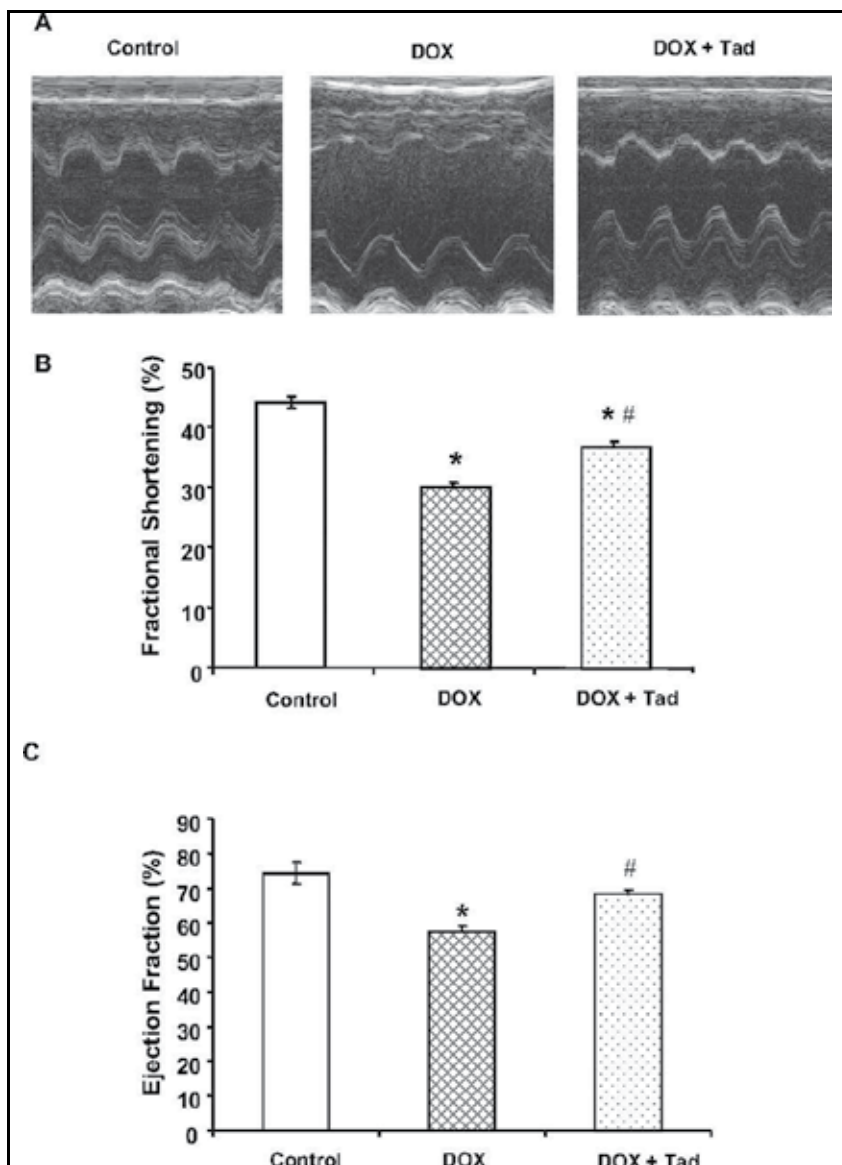 A
Control DOX DOX + Tad
B
Fractional Shortening (%)
50
40
30
20
10
0
*
* #
Control DOX DOX + Tad
C
Ejection Fraction (%)
90
80
70
60
50
40
30
20
10
0
*
#
Control DOX DOX + Tad